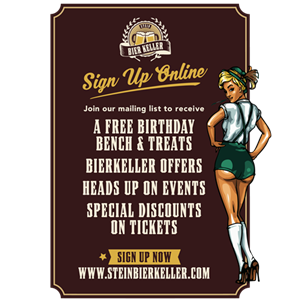 STEIN
BIER KELLER
Sign Up Online
Join our mailing list to receive
A FREE BIRTHDAY
BENCH & TREATS
BIERKELLER OFFERS
HEADS UP ON EVENTS
SPECIAL DISCOUNTS
ON TICKETS
SIGN UP NOW
WWW.STEINBIERKELLER.COM